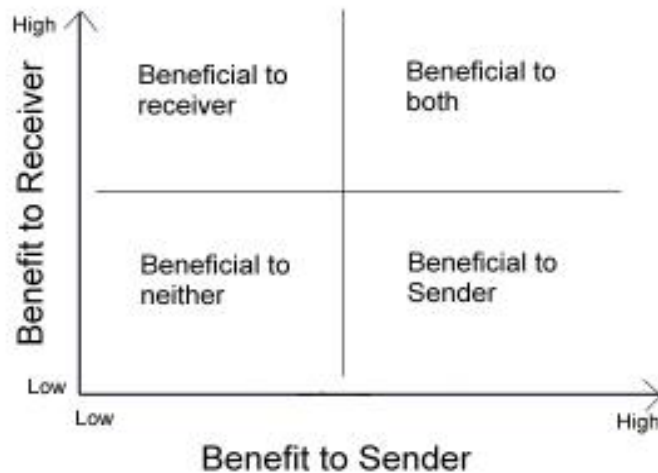 High
Beneficial to
receiver
Beneficial to
both
Benefit to Receiver
Beneficial to
neither
Beneficial to
Sender
Low
Low
High
Benefit to Sender